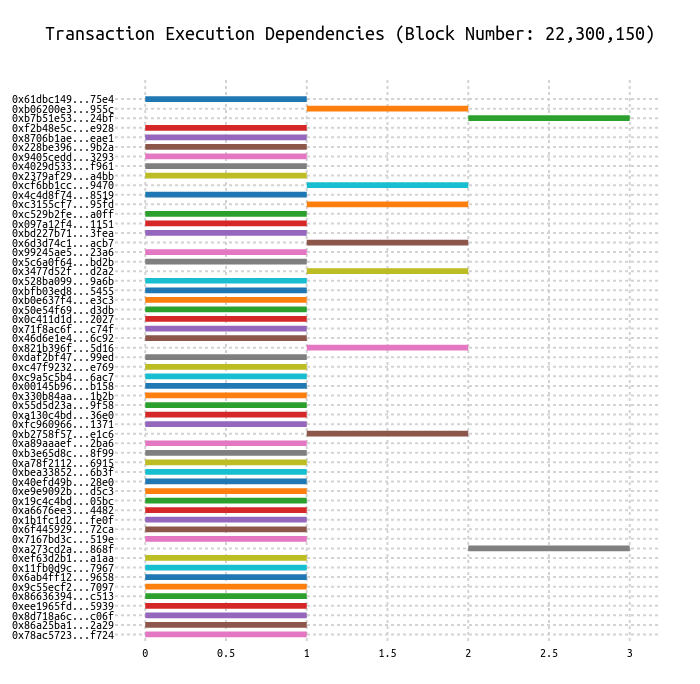 Transaction Execution Dependencies (Block Number: 22,300,150)
0x61dbc149...75e4
0xb06200e3...955c
0xb7b51e53...24bf
0xf2b48e5c...e928
0x8706b1ae...eae1
0x228be396...9b2a
0x9405cedd...3293
0x4029d533...f961
0x2379af29...a4bb
0xcf6bb1cc...9470
0x4c4d8f74...8519
0xc3155cf7...95fd
0xc529b2fe...a0ff
0x097a12f4...1151
0xbd227b71...3fea
0x6d3d74c1...acb7
0x99245ae5...23a6
0x5c6a0f64...bd2b
0x3477d52f...d2a2
0x528ba099...9a6b
0xbfb03ed8...5455
0xb0e637f4...e3c3
0x50e54f69...d3db
0x0c411d1d...2027
0x71f8ac6f...c74f
0x46d6e1e4...6c92
0x821b396f...5d16
0xdaf2bf47...99ed
0xc47f9232...e769
0xc9a5c5b4...6ac7
0x00145b96...b158
0x330b84aa...1b2b
0x55d5d23a...9f58
0xa130c4bd...36e0
0xfc960966...1371
0xb2758f57...e1c6
0xa89aaaef...2ba6
0xb3e65d8c...8f99
0xa78f2112...6915
0xbea33852...6b3f
0x40efd49b...28e0
0xe9e9092b...d5c3
0x19c4c4bd...05bc
0xa6676ee3...4482
0x1b1fc1d2...fe0f
0x6f445929...72ca
0x7167bd3c...519e
0xa273cd2a...868f
0xef63d2b1...a1aa
0x11fb0d9c...7967
0x6ab4ff12...9658
0x9c55ecf2...7097
0x86636394...c513
0xee1965fd...5939
0x8d718a6c...c06f
0x86a25ba1...2a29
0x78ac5723...f724
0 0.5 1 1.5 2 2.5 3